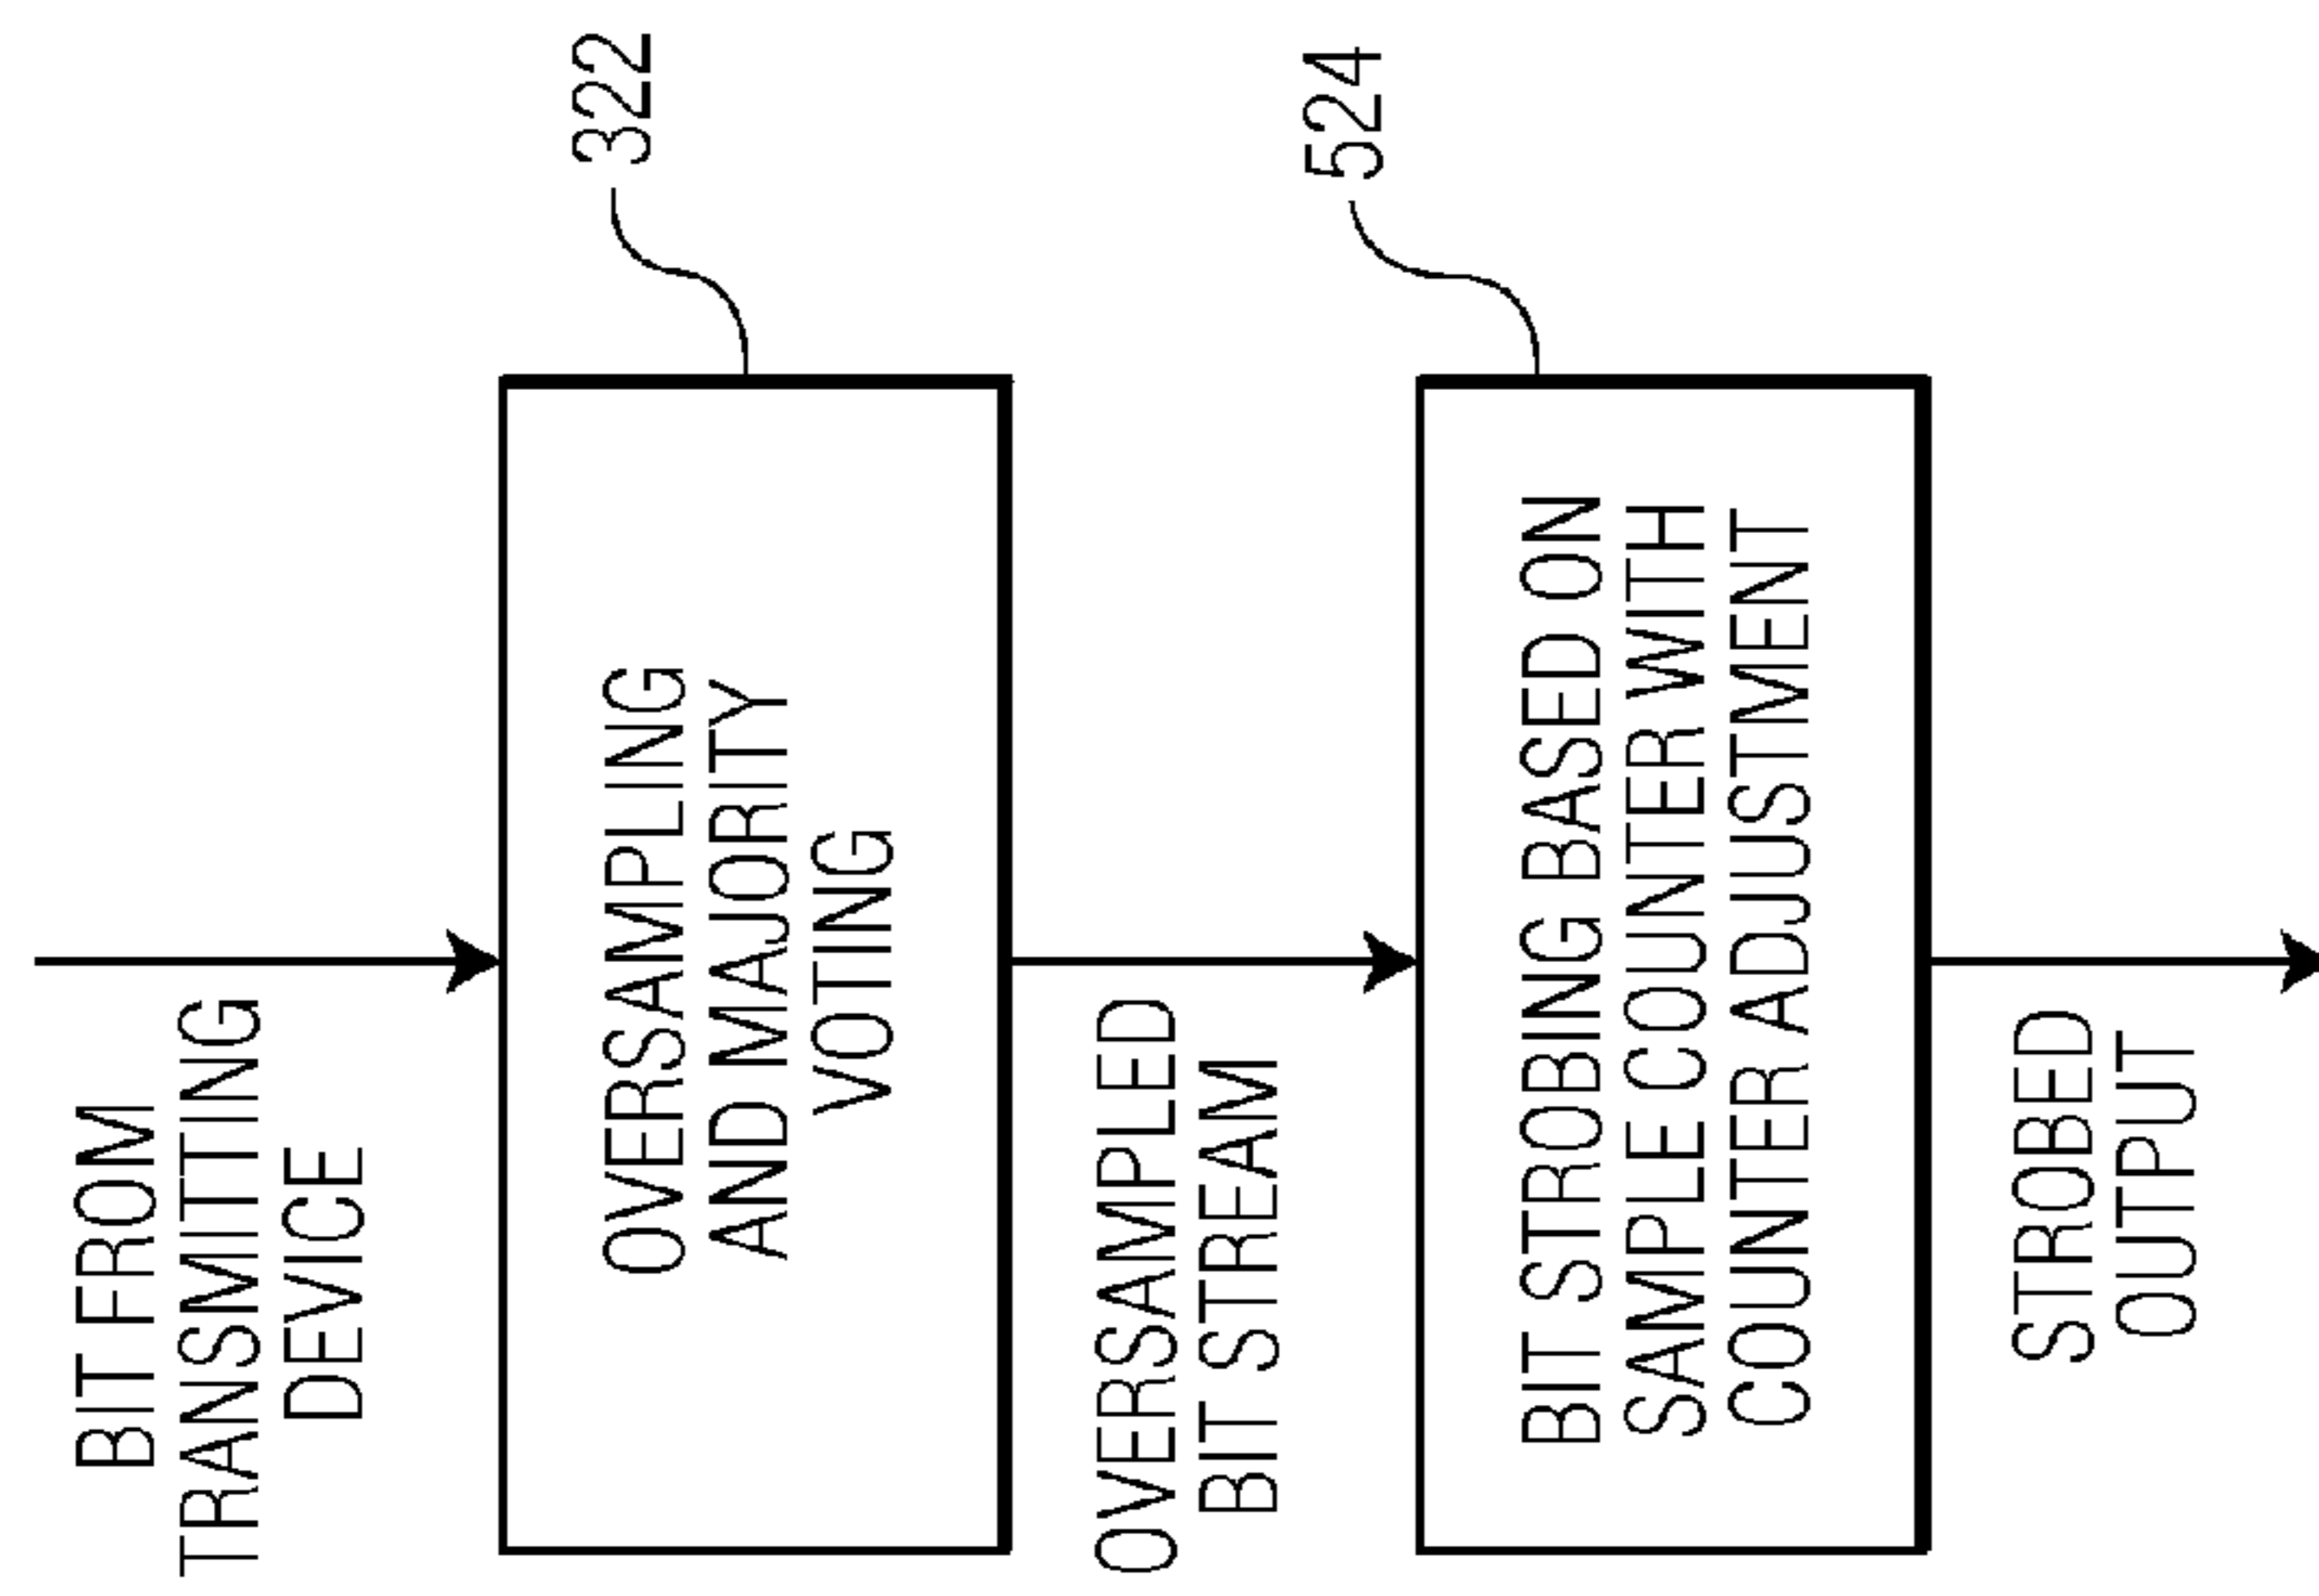 BIT FROM
TRANSMITTING
DEVICE
322
OVERSAMPLING
AND MAJORITY
VOTING
OVERSAMPLED
BIT STREAM
524
BIT STROBING BASED ON
SAMPLE COUNTER WITH
COUNTER ADJUSTMENT
STROBED
OUTPUT